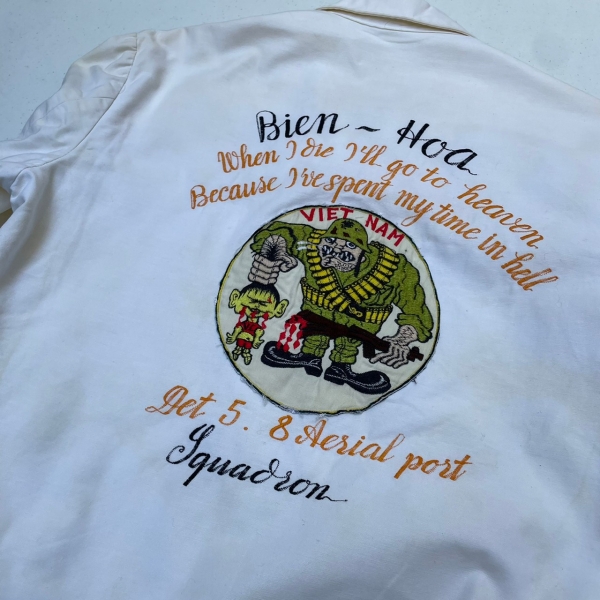 Bien ~ Hoa
When I die I'll go to heaven
Because I've spent my time in hell
VIET NAM
Det 5. 8 Aerial port
Squadron